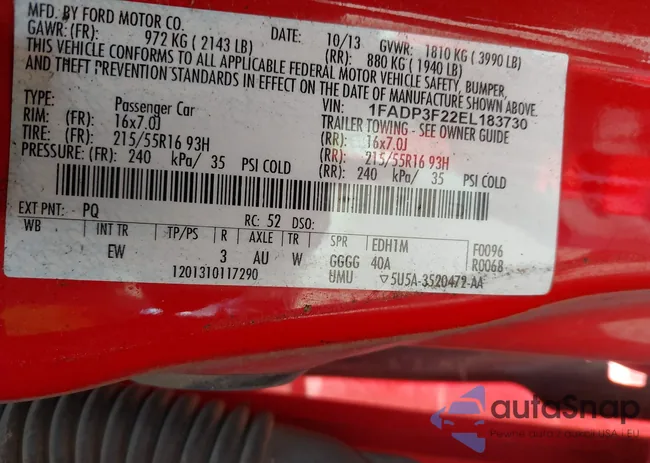 MFD. BY FORD MOTOR CO.
DATE: 10/13 GVWR: 1810 KG ( 3990 LB)
GAWR:(FR): 972 KG ( 2143 LB) (RR): 880 KG ( 1940 LB)
THIS VEHICLE CONFORMS TO ALL APPLICABLE FEDERAL MOTOR VEHICLE SAFETY, BUMPER,
AND THEFT PREVENTION STANDARDS IN EFFECT ON THE DATE OF MANUFACTURE SHOWN ABOVE.
VIN: 1FADP3F22EL183730
TYPE: Passenger Car TRAILER TOWING - SEE OWNER GUIDE
RIM: (FR): 16x7.0J (RR): 16x7.0J
TIRE: (FR): 215/55R16 93H (RR): 215/55R16 93H
PRESSURE: (FR): 240 kPa/ 35 PSI COLD (RR): 240 kPa/ 35 PSI COLD
EXT PNT: PQ RC: 52 DSO:
WB INT TR TP/PS R AXLE TR SPR EDH1M F0096
EW 3 AU W GGGG 40A R0068
1201310117290 UMU ▽5U5A-3520472-AA
autoSnap
Pewne auta i okazji USA i EU